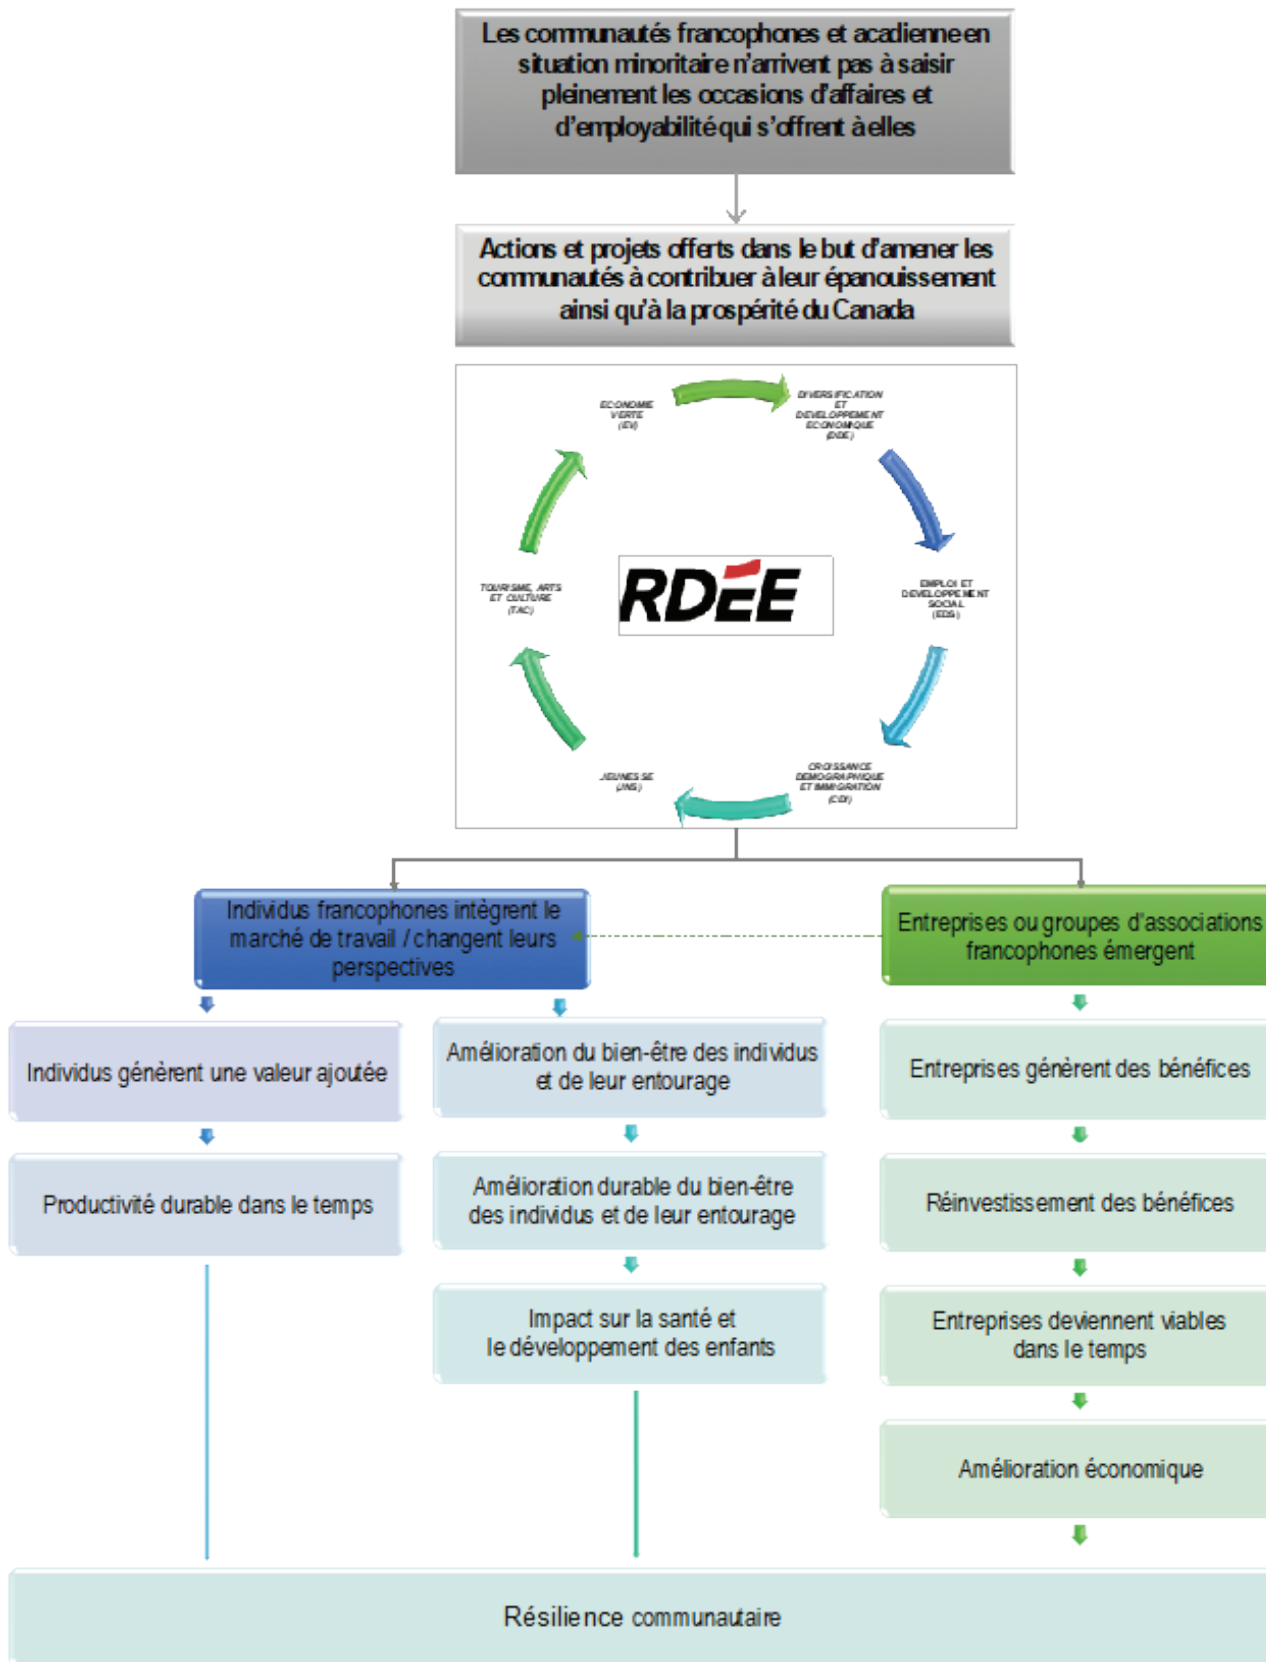 Les communautés francophones et acadienne en
situation minoritaire n'arrivent pas à saisir
pleinement les occasions d'affaires et
d'employabilité qui s'offrent à elles
Actions et projets offerts dans le but d'amener les
communautés à contribuer à leur épanouissement
ainsi qu'à la prospérité du Canada
ECONOMIE
VERTE
(EV)
DIVERSIFICATION
ET
DEVELOPPEMENT
ECONOMIQUE
(DDE)
TOURISME, ARTS
ET CULTURE
(TAC)
RDÉE
EMPLOI ET
DEVELOPPEMENT
SOCIAL
(EDS)
JEUNESSE
(JNS)
CROISSANCE
DEMOGRAPHIQUE
ET IMMIGRATION
(CDI)
Individus francophones intègrent le
marché de travail / changent leurs
perspectives
Entreprises ou groupes d'associations
francophones émergent
Individus génèrent une valeur ajoutée
Amélioration du bien-être des individus
et de leur entourage
Entreprises génèrent des bénéfices
Productivité durable dans le temps
Amélioration durable du bien-être
des individus et de leur entourage
Réinvestissement des bénéfices
Impact sur la santé et
le développement des enfants
Entreprises deviennent viables
dans le temps
Amélioration économique
Résilience communautaire